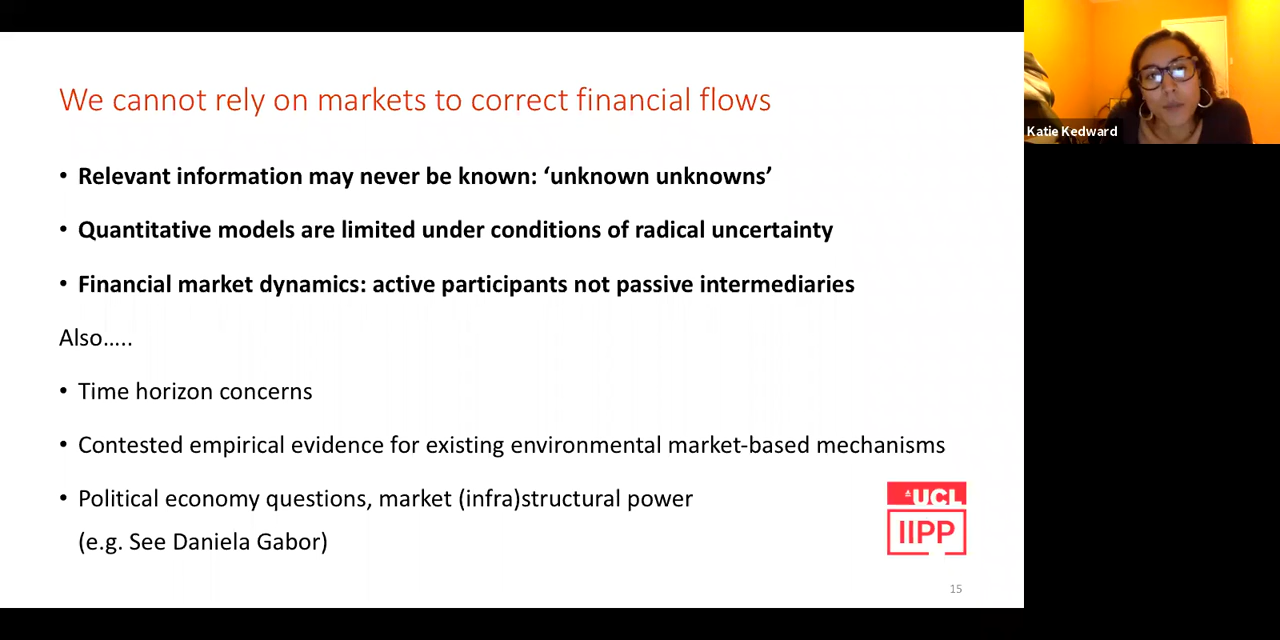 We cannot rely on markets to correct financial flows
• Relevant information may never be known: ‘unknown unknowns’
• Quantitative models are limited under conditions of radical uncertainty
• Financial market dynamics: active participants not passive intermediaries
Also…..
• Time horizon concerns
• Contested empirical evidence for existing environmental market-based mechanisms
• Political economy questions, market (infra)structural power
(e.g. See Daniela Gabor)
UCL
IIPP
15
Katie Kedward